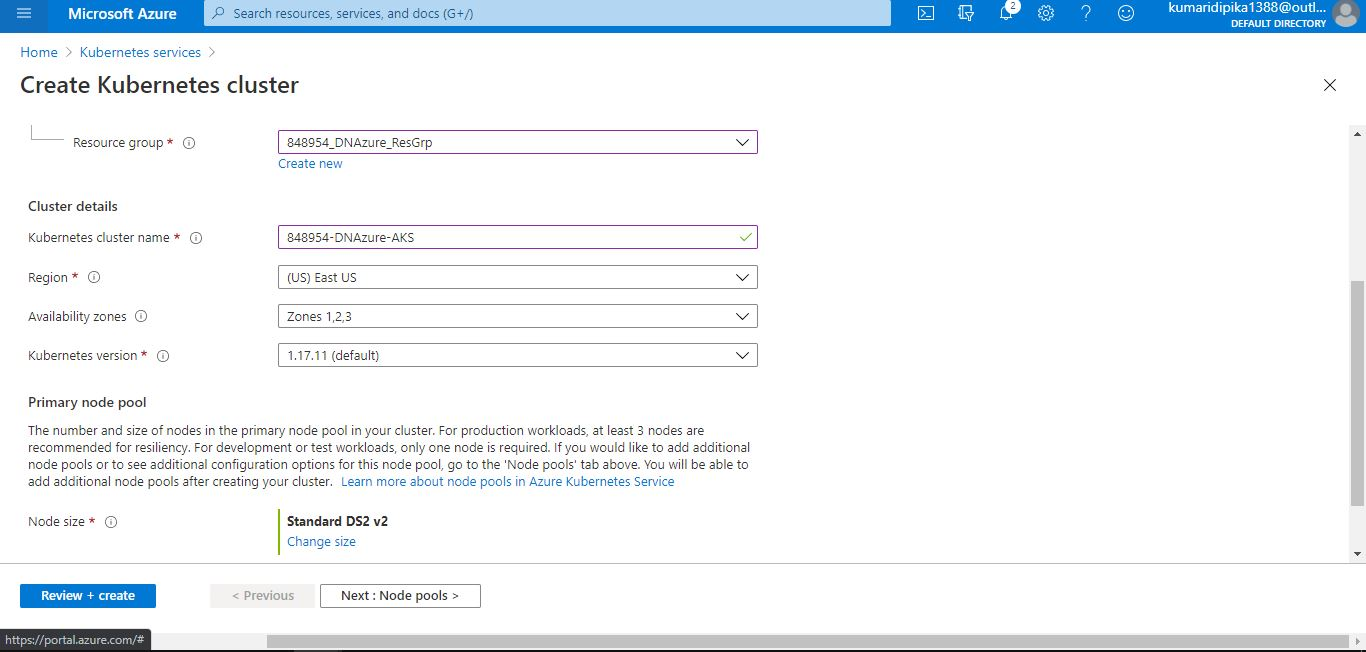 Microsoft Azure
Search resources, services, and docs (G+/)
2
kumaridipika1388@outl...
DEFAULT DIRECTORY
Home > Kubernetes services >
Create Kubernetes cluster
Resource group *
848954_DNAzure_ResGrp
Create new
Cluster details
Kubernetes cluster name *
848954-DNAzure-AKS
Region *
(US) East US
Availability zones
Zones 1,2,3
Kubernetes version *
1.17.11 (default)
Primary node pool
The number and size of nodes in the primary node pool in your cluster. For production workloads, at least 3 nodes are
recommended for resiliency. For development or test workloads, only one node is required. If you would like to add additional
node pools or to see additional configuration options for this node pool, go to the 'Node pools' tab above. You will be able to
add additional node pools after creating your cluster. Learn more about node pools in Azure Kubernetes Service
Node size *
Standard DS2 v2
Change size
Review + create
< Previous
Next : Node pools >
https://portal.azure.com/#